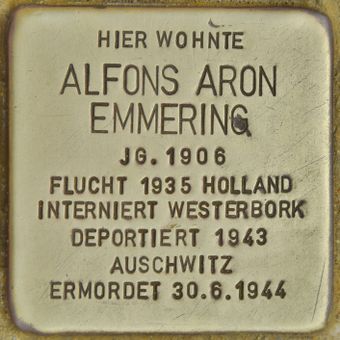 HIER WOHNTE
ALFONS ARON
EMMERING
JG. 1906
FLUCHT 1935 HOLLAND
INTERNIERT WESTERBORK
DEPORTIERT 1943
AUSCHWITZ
ERMORDET 30.6.1944